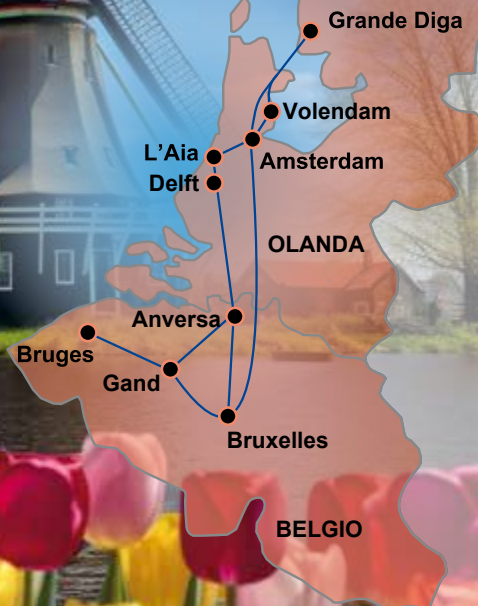 Grande Diga
Volendam
L'Aia
Amsterdam
Delft
OLANDA
Anversa
Bruges
Gand
Bruxelles
BELGIO